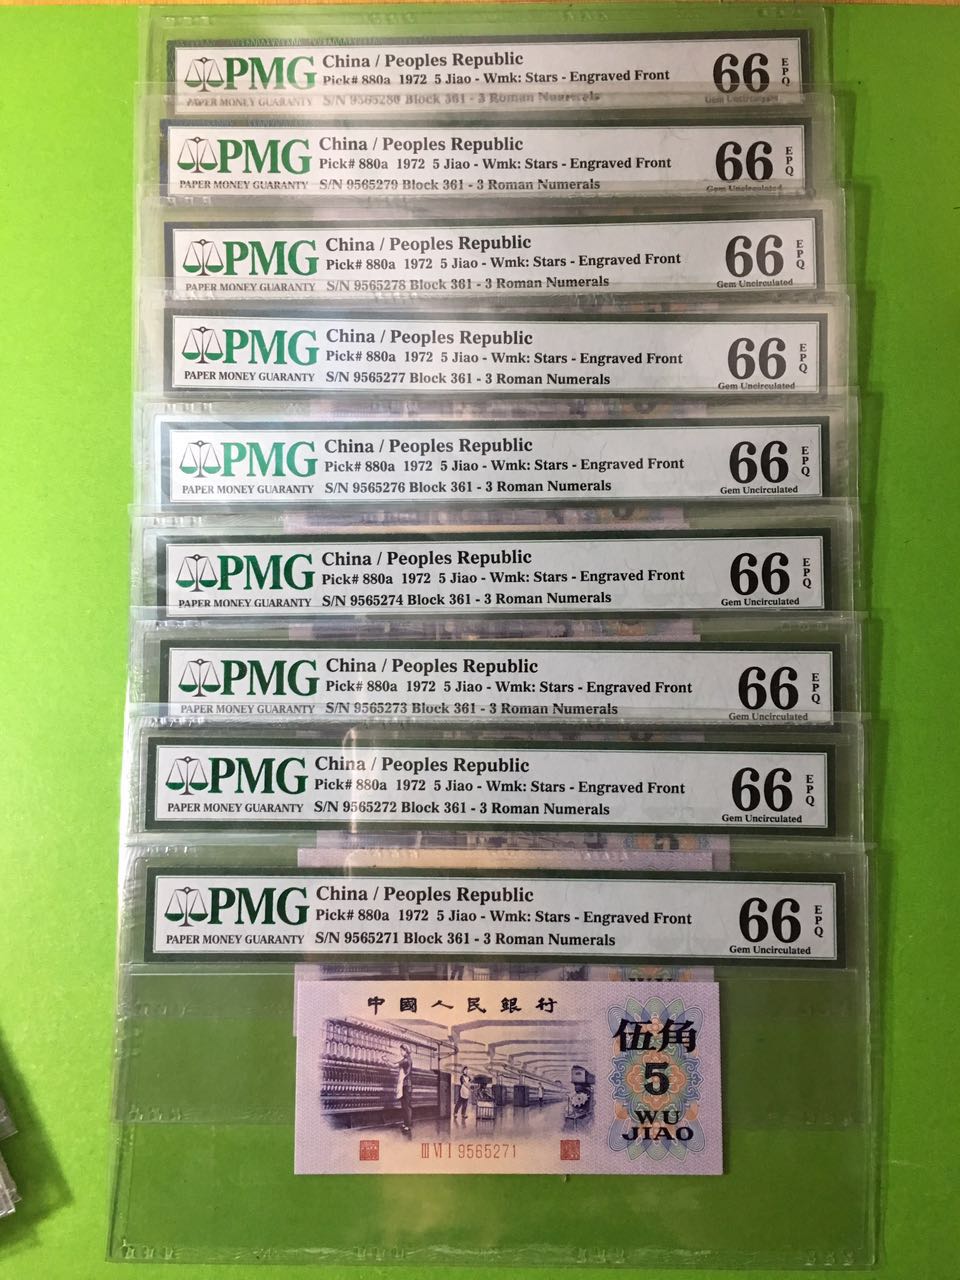 PMG
PAPER MONEY GUARANTY
China / Peoples Republic
Pick# 880a 1972 5 Jiao - Wmk: Stars - Engraved Front
S/N 9565280 Block 361 - 3 Roman Numerals
66 EPQ
Gem Uncirculated
PMG
PAPER MONEY GUARANTY
China / Peoples Republic
Pick# 880a 1972 5 Jiao - Wmk: Stars - Engraved Front
S/N 9565279 Block 361 - 3 Roman Numerals
66 EPQ
Gem Uncirculated
PMG
PAPER MONEY GUARANTY
China / Peoples Republic
Pick# 880a 1972 5 Jiao - Wmk: Stars - Engraved Front
S/N 9565278 Block 361 - 3 Roman Numerals
66 EPQ
Gem Uncirculated
PMG
PAPER MONEY GUARANTY
China / Peoples Republic
Pick# 880a 1972 5 Jiao - Wmk: Stars - Engraved Front
S/N 9565277 Block 361 - 3 Roman Numerals
66 EPQ
Gem Uncirculated
PMG
PAPER MONEY GUARANTY
China / Peoples Republic
Pick# 880a 1972 5 Jiao - Wmk: Stars - Engraved Front
S/N 9565276 Block 361 - 3 Roman Numerals
66 EPQ
Gem Uncirculated
PMG
PAPER MONEY GUARANTY
China / Peoples Republic
Pick# 880a 1972 5 Jiao - Wmk: Stars - Engraved Front
S/N 9565274 Block 361 - 3 Roman Numerals
66 EPQ
Gem Uncirculated
PMG
PAPER MONEY GUARANTY
China / Peoples Republic
Pick# 880a 1972 5 Jiao - Wmk: Stars - Engraved Front
S/N 9565273 Block 361 - 3 Roman Numerals
66 EPQ
Gem Uncirculated
PMG
PAPER MONEY GUARANTY
China / Peoples Republic
Pick# 880a 1972 5 Jiao - Wmk: Stars - Engraved Front
S/N 9565272 Block 361 - 3 Roman Numerals
66 EPQ
Gem Uncirculated
PMG
PAPER MONEY GUARANTY
China / Peoples Republic
Pick# 880a 1972 5 Jiao - Wmk: Stars - Engraved Front
S/N 9565271 Block 361 - 3 Roman Numerals
66 EPQ
Gem Uncirculated
中國人民銀行
伍角
5
WU
JIAO
III VI I 9565271